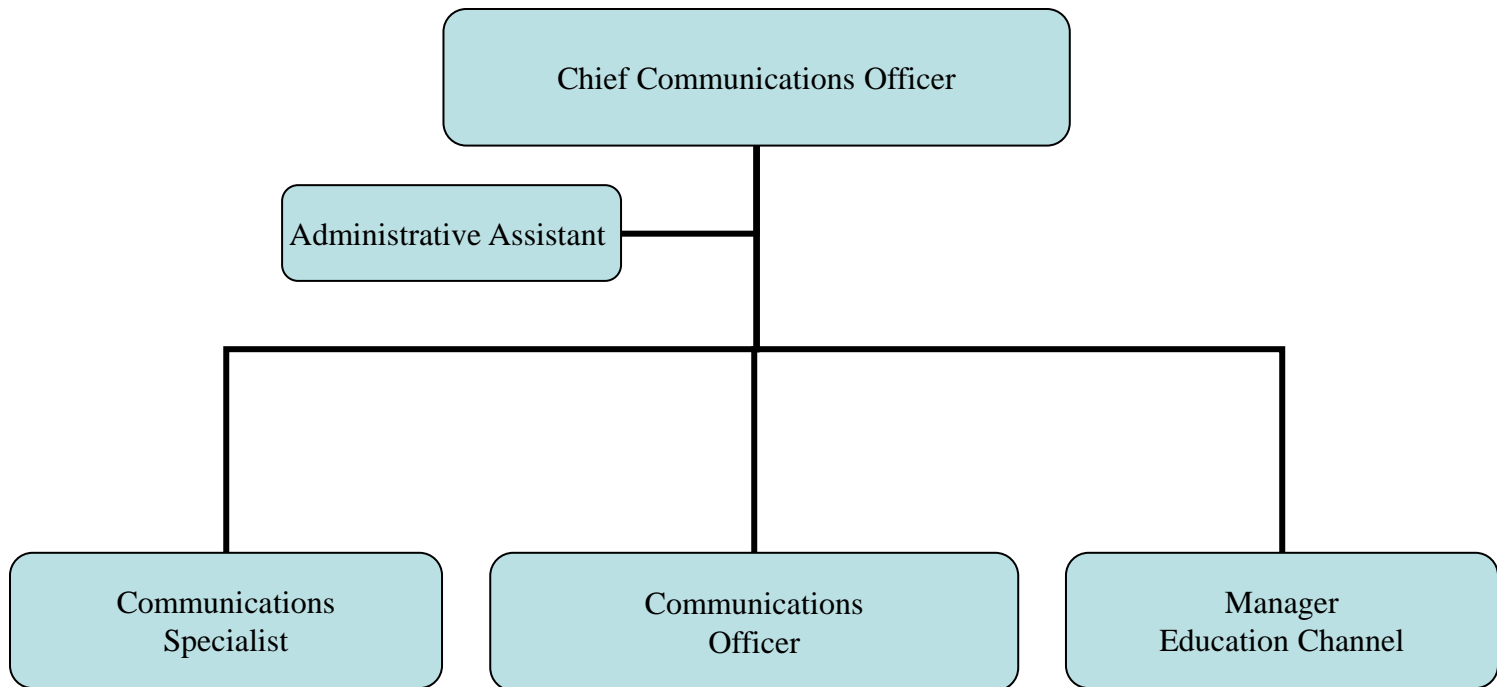 Chief Communications Officer
Administrative Assistant
Communications
Specialist
Communications
Officer
Manager
Education Channel